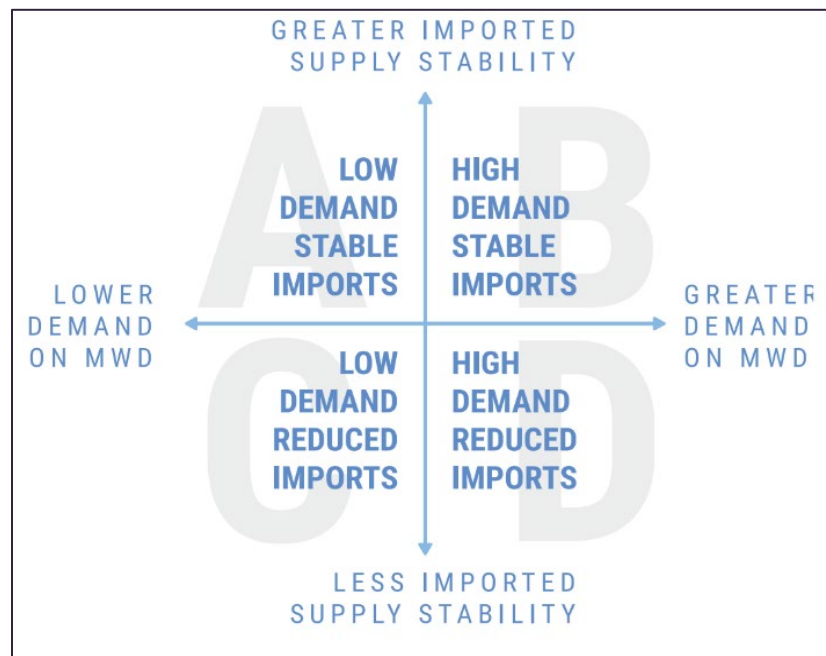 GREATER IMPORTED
SUPPLY STABILITY
A
LOW
DEMAND
STABLE
IMPORTS
B
HIGH
DEMAND
STABLE
IMPORTS
LOWER
DEMAND
ON MWD
GREATER
DEMAND
ON MWD
C
LOW
DEMAND
REDUCED
IMPORTS
D
HIGH
DEMAND
REDUCED
IMPORTS
LESS IMPORTED
SUPPLY STABILITY